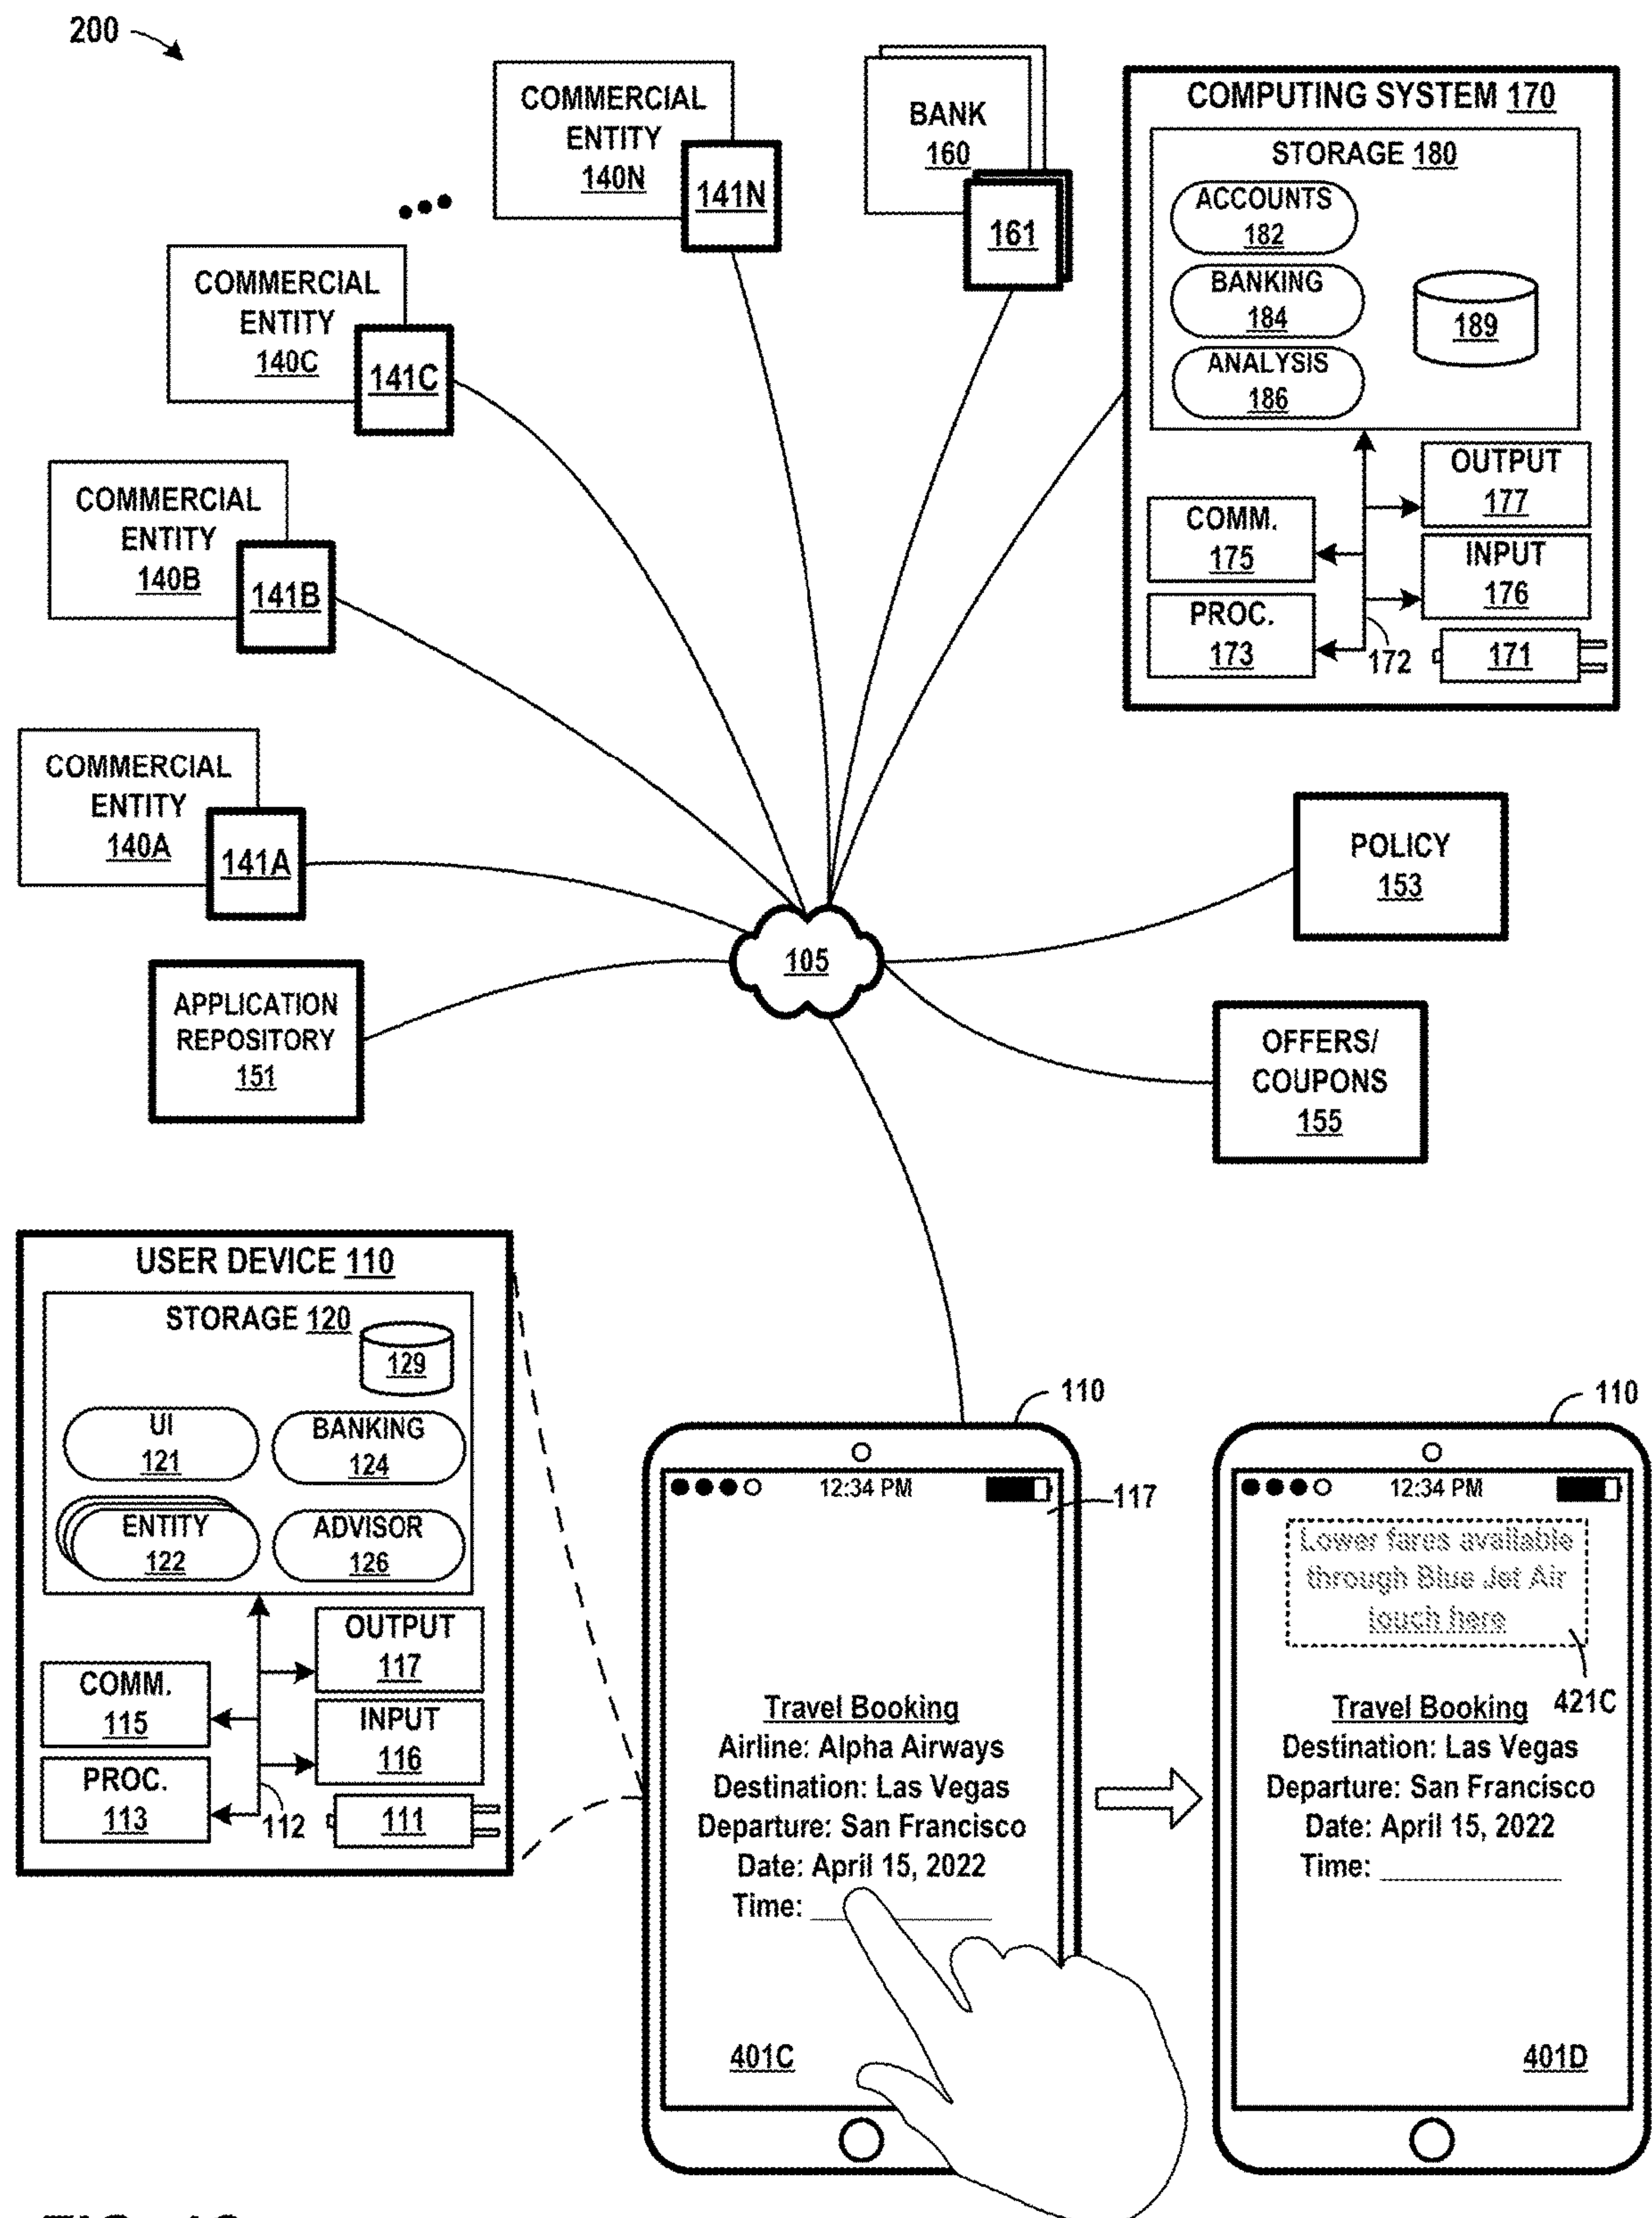 200
COMMERCIAL
ENTITY
140N
141N
BANK
160
161
COMPUTING SYSTEM 170
STORAGE 180
ACCOUNTS
182
BANKING
184
ANALYSIS
186
189
OUTPUT
177
COMM.
175
INPUT
176
PROC.
173
172
171
COMMERCIAL
ENTITY
140C
141C
COMMERCIAL
ENTITY
140B
141B
COMMERCIAL
ENTITY
140A
141A
POLICY
153
105
APPLICATION
REPOSITORY
151
OFFERS/
COUPONS
155
USER DEVICE 110
STORAGE 120
129
UI
121
BANKING
124
ENTITY
122
ADVISOR
126
OUTPUT
117
COMM.
115
INPUT
116
PROC.
113
112
111
110
12:34 PM
117
Travel Booking
Airline: Alpha Airways
Destination: Las Vegas
Departure: San Francisco
Date: April 15, 2022
Time:
401C
110
12:34 PM
Lower fares available
through Blue Jet Air
touch here
421C
Travel Booking
Destination: Las Vegas
Departure: San Francisco
Date: April 15, 2022
Time:
401D